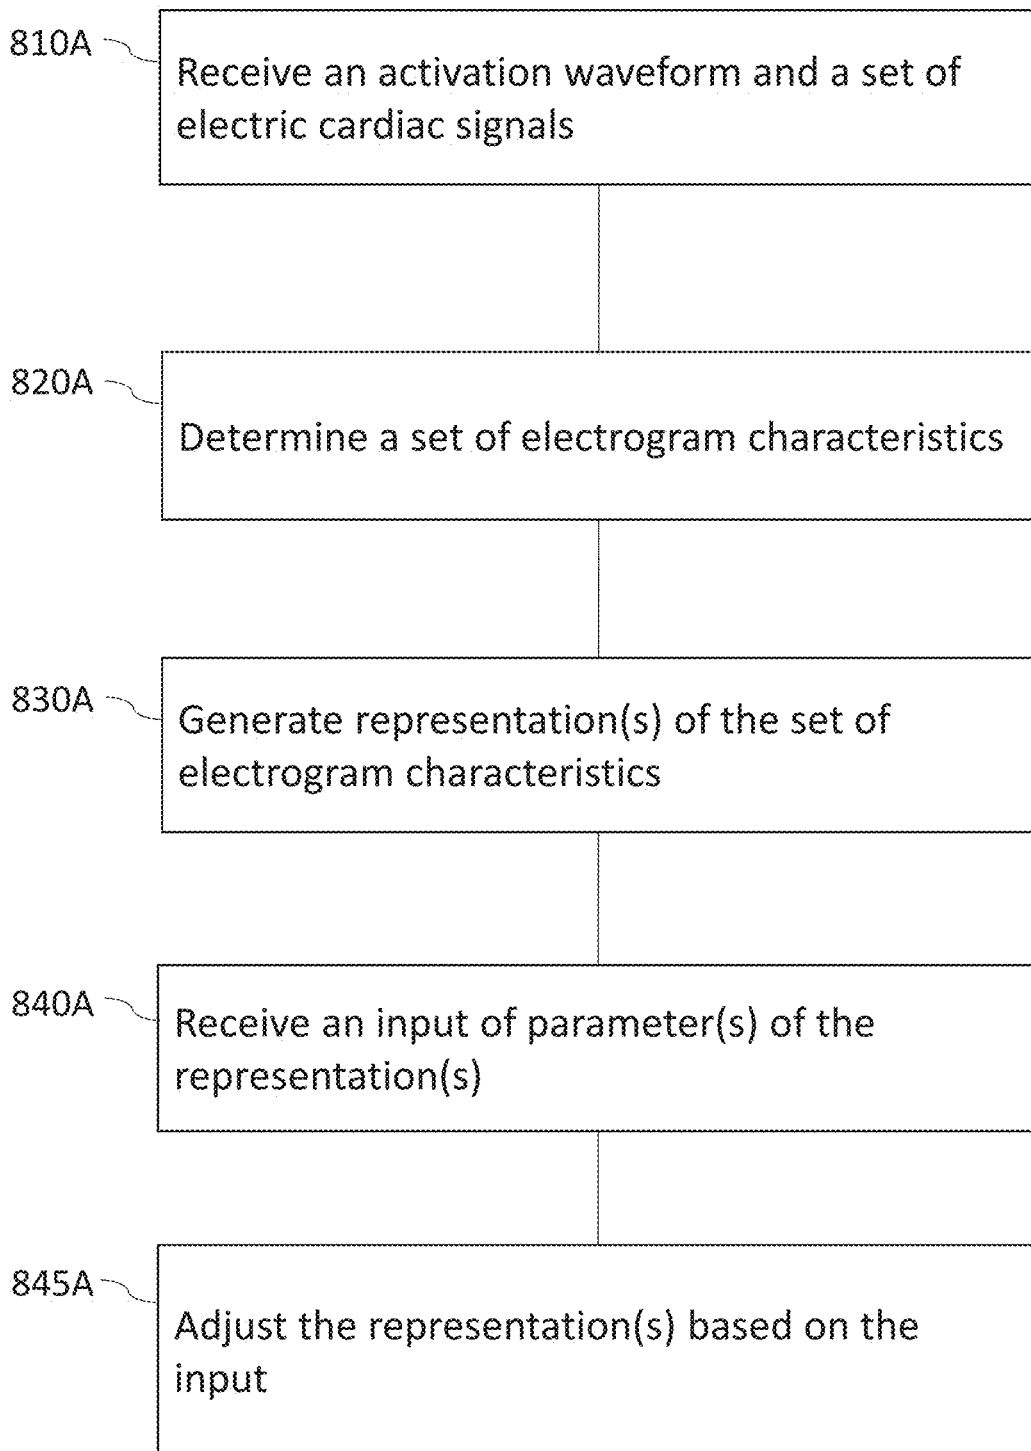 810A
Receive an activation waveform and a set of
electric cardiac signals
820A
Determine a set of electrogram characteristics
830A
Generate representation(s) of the set of
electrogram characteristics
840A
Receive an input of parameter(s) of the
representation(s)
845A
Adjust the representation(s) based on the
input